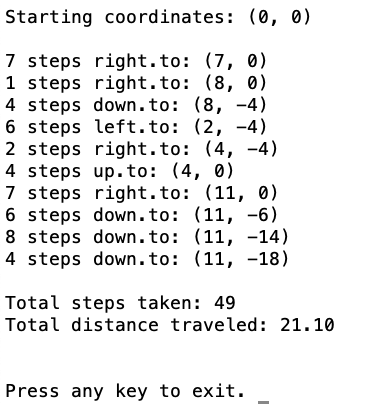 Starting coordinates: (0, 0)
7 steps right.to: (7, 0)
1 steps right.to: (8, 0)
4 steps down.to: (8, -4)
6 steps left.to: (2, -4)
2 steps right.to: (4, -4)
4 steps up.to: (4, 0)
7 steps right.to: (11, 0)
6 steps down.to: (11, -6)
8 steps down.to: (11, -14)
4 steps down.to: (11, -18)
Total steps taken: 49
Total distance traveled: 21.10
Press any key to exit.